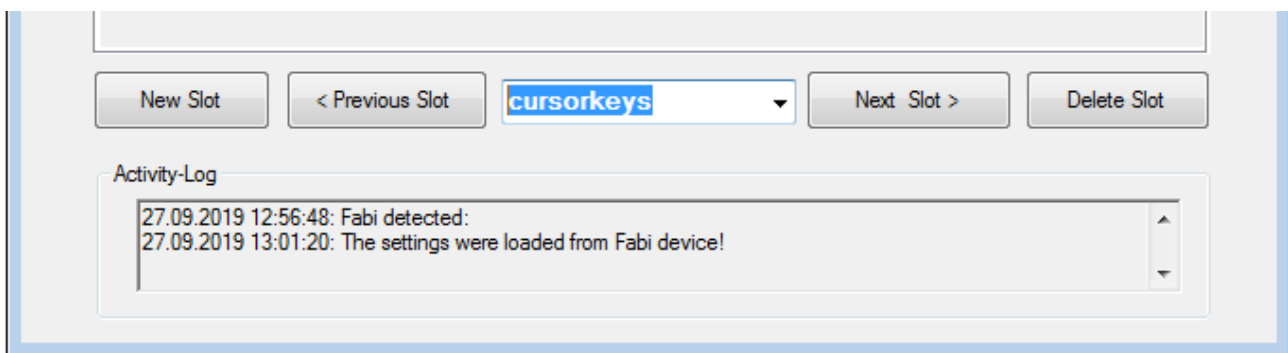 New Slot
< Previous Slot
cursorkeys
Next Slot >
Delete Slot
Activity-Log
27.09.2019 12:56:48: Fabi detected:
27.09.2019 13:01:20: The settings were loaded from Fabi device!